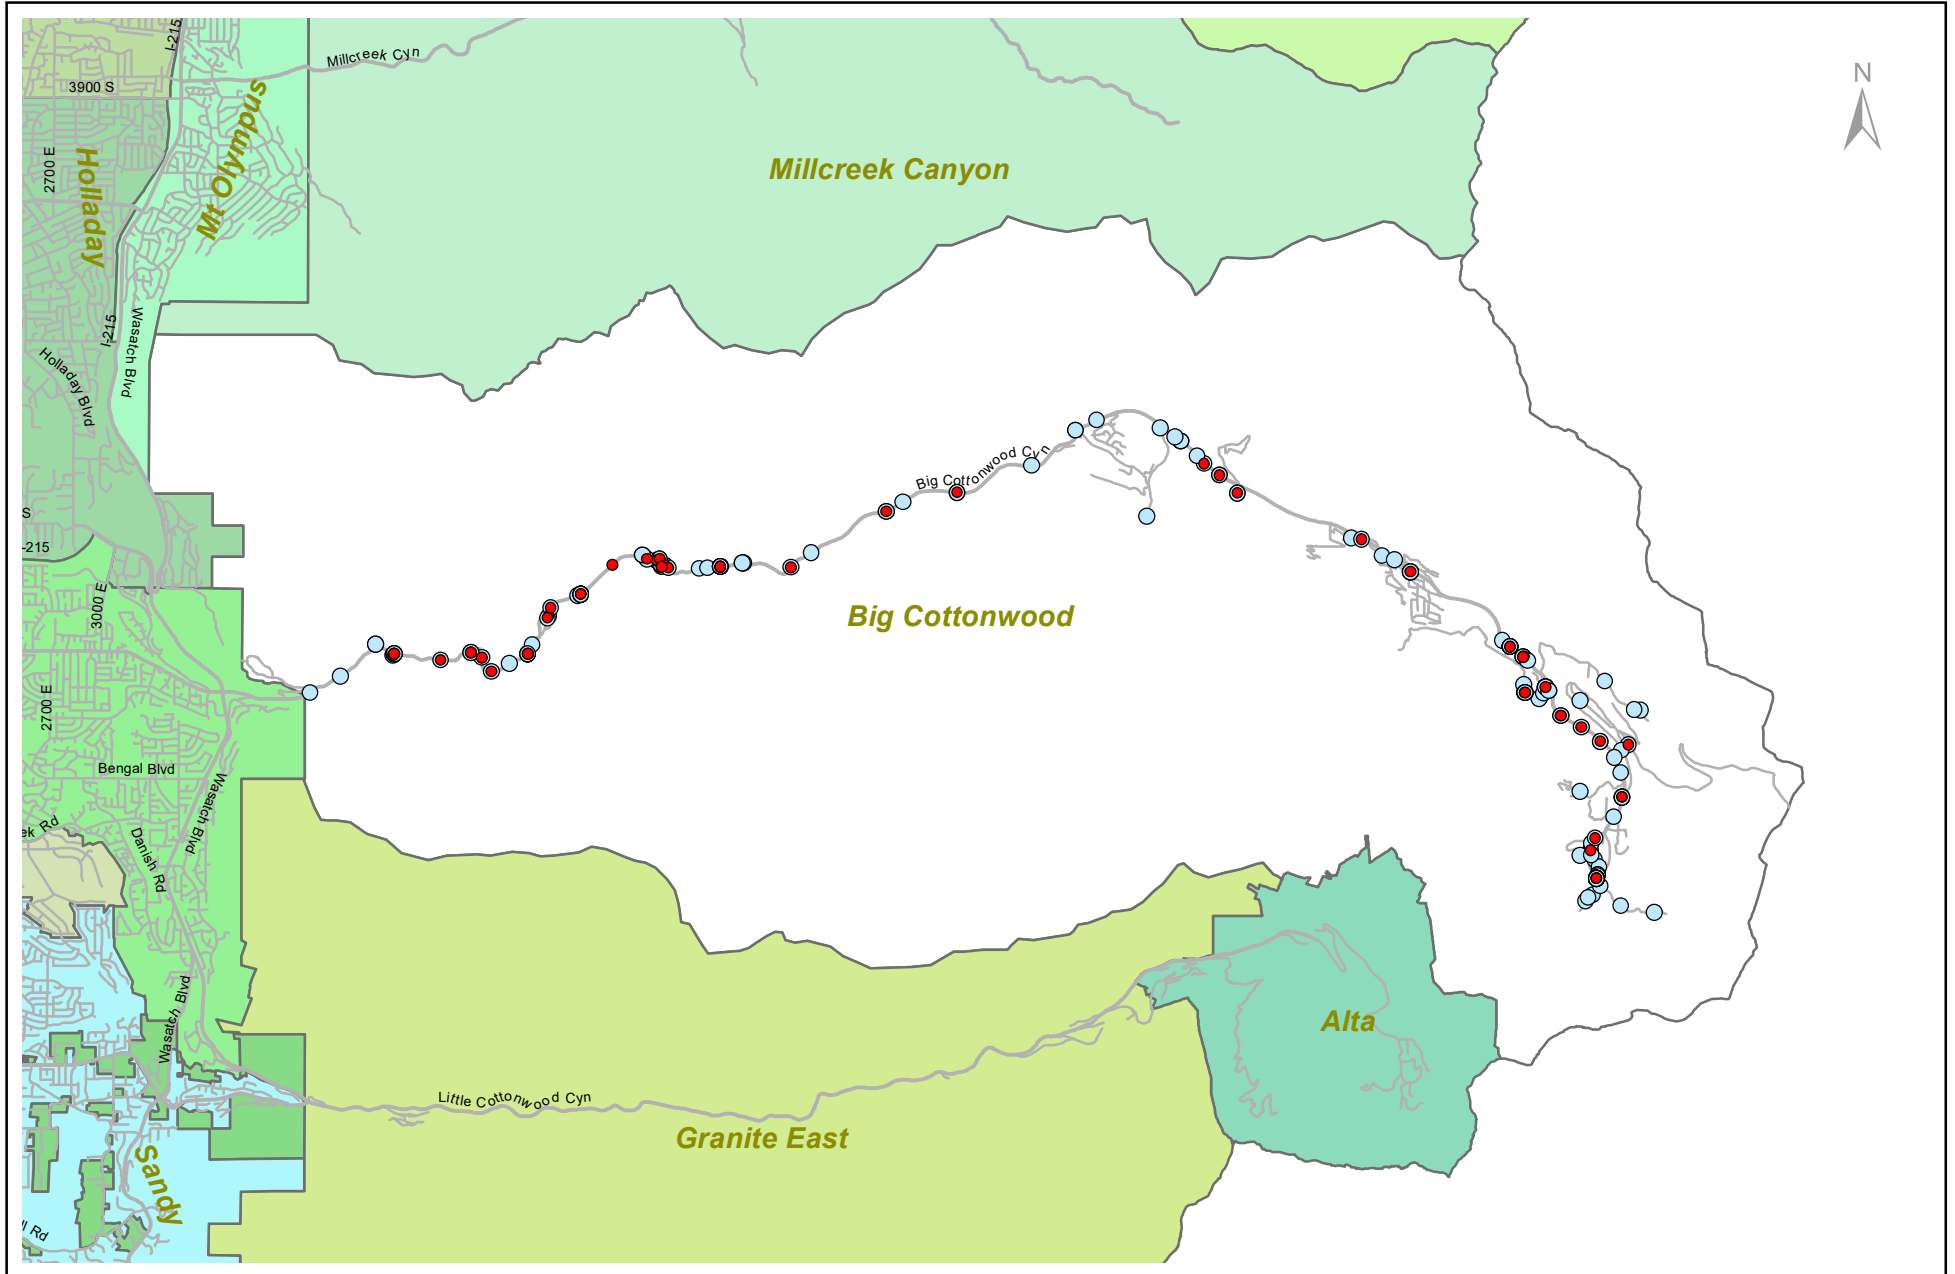 I-215
Millcreek Cyn
3900 S
N
Mt Olympus
Holladay
2700 E
Millcreek Canyon
Wasatch Blvd
I-215
Holladay Blvd
Big Cottonwood Cyn
S
-215
3000 E
Big Cottonwood
2700 E
Bengal Blvd
Wasatch Blvd
ek Rd
Danish Rd
Wasatch Blvd
Alta
Little Cottonwood Cyn
Granite East
Sandy
ll Rd